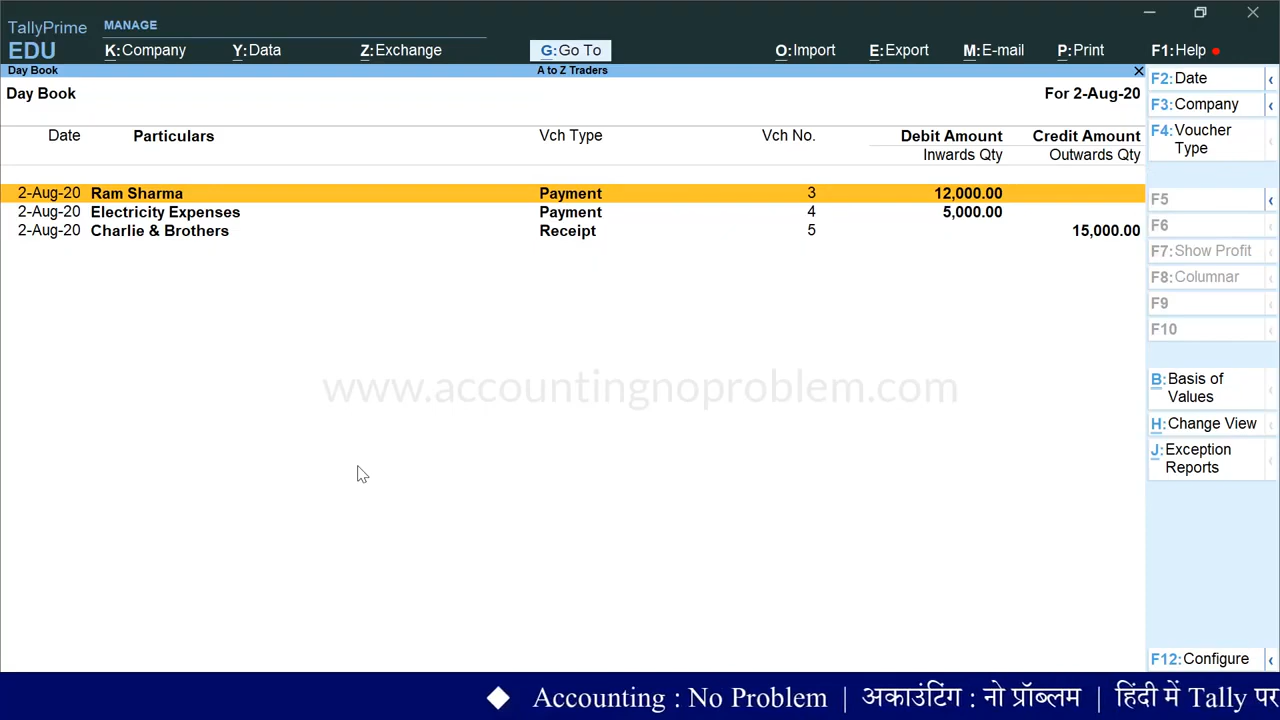 TallyPrime
EDU
MANAGE
K:Company Y:Data Z:Exchange G:Go To O:Import E:Export M:E-mail P:Print F1:Help
Day Book A to Z Traders
Day Book For 2-Aug-20
Date Particulars Vch Type Vch No. Debit Amount Credit Amount
Inwards Qty Outwards Qty
2-Aug-20 Ram Sharma Payment 3 12,000.00
2-Aug-20 Electricity Expenses Payment 4 5,000.00
2-Aug-20 Charlie & Brothers Receipt 5 15,000.00
www.accountingnoproblem.com
F2:Date
F3:Company
F4:Voucher
Type
F5
F6
F7:Show Profit
F8:Columnar
F9
F10
B:Basis of
Values
H:Change View
J:Exception
Reports
F12:Configure
◆ Accounting : No Problem | अकाउंटिंग : नो प्रॉब्लम | हिंदी में Tally पर